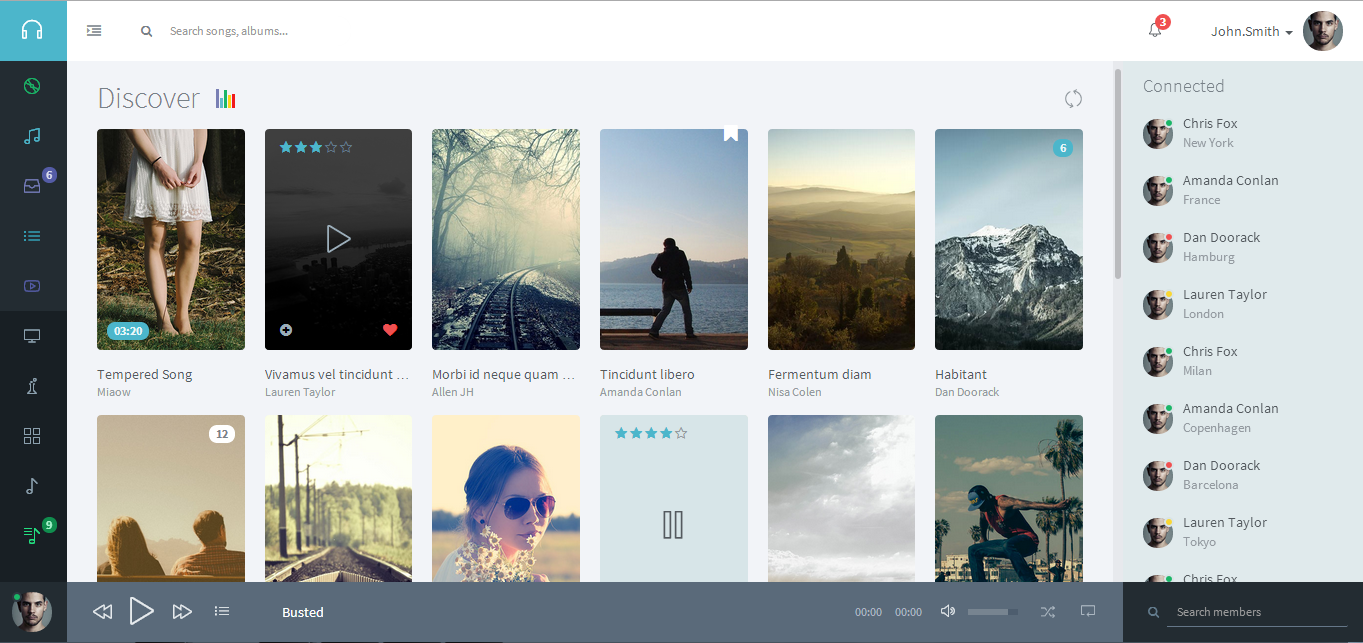 Search songs, albums...
3
John.Smith
6
9
Discover
03:20
6
Tempered Song
Miaow
Vivamus vel tincidunt ...
Lauren Taylor
Morbi id neque quam ...
Allen JH
Tincidunt libero
Amanda Conlan
Fermentum diam
Nisa Colen
Habitant
Dan Doorack
12
Connected
Chris Fox
New York
Amanda Conlan
France
Dan Doorack
Hamburg
Lauren Taylor
London
Chris Fox
Milan
Amanda Conlan
Copenhagen
Dan Doorack
Barcelona
Lauren Taylor
Tokyo
Chris Fox
Busted
00:00
00:00
Search members